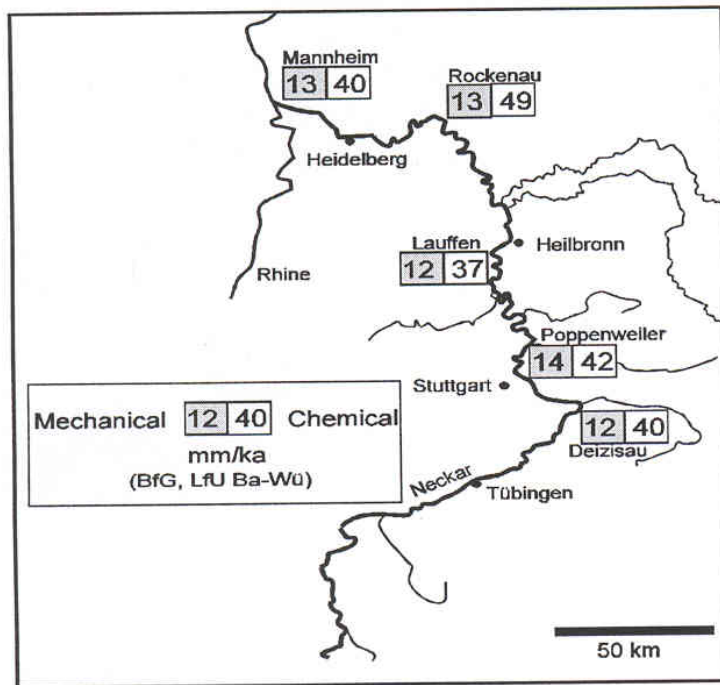 Mannheim
13 40
Rockenau
13 49
Heidelberg
Lauffen
12 37
Heilbronn
Rhine
Poppenweiler
14 42
Stuttgart
Mechanical 12 40 Chemical
mm/ka
(BfG, LfU Ba-Wü)
12 40
Deizisau
Neckar
Tübingen
50 km